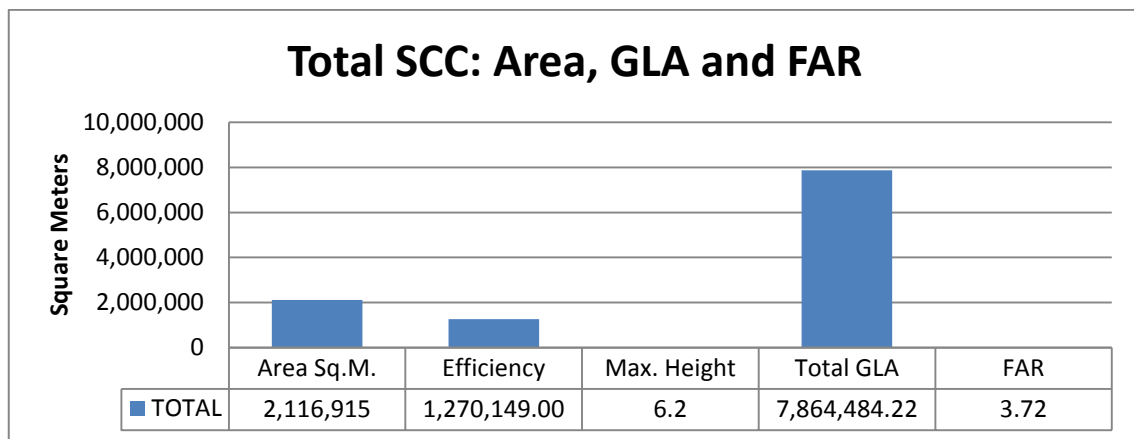 Total SCC: Area, GLA and FAR
Square Meters
10,000,000
8,000,000
6,000,000
4,000,000
2,000,000
0
Area Sq.M. Efficiency Max. Height Total GLA FAR
TOTAL 2,116,915 1,270,149.00 6.2 7,864,484.22 3.72